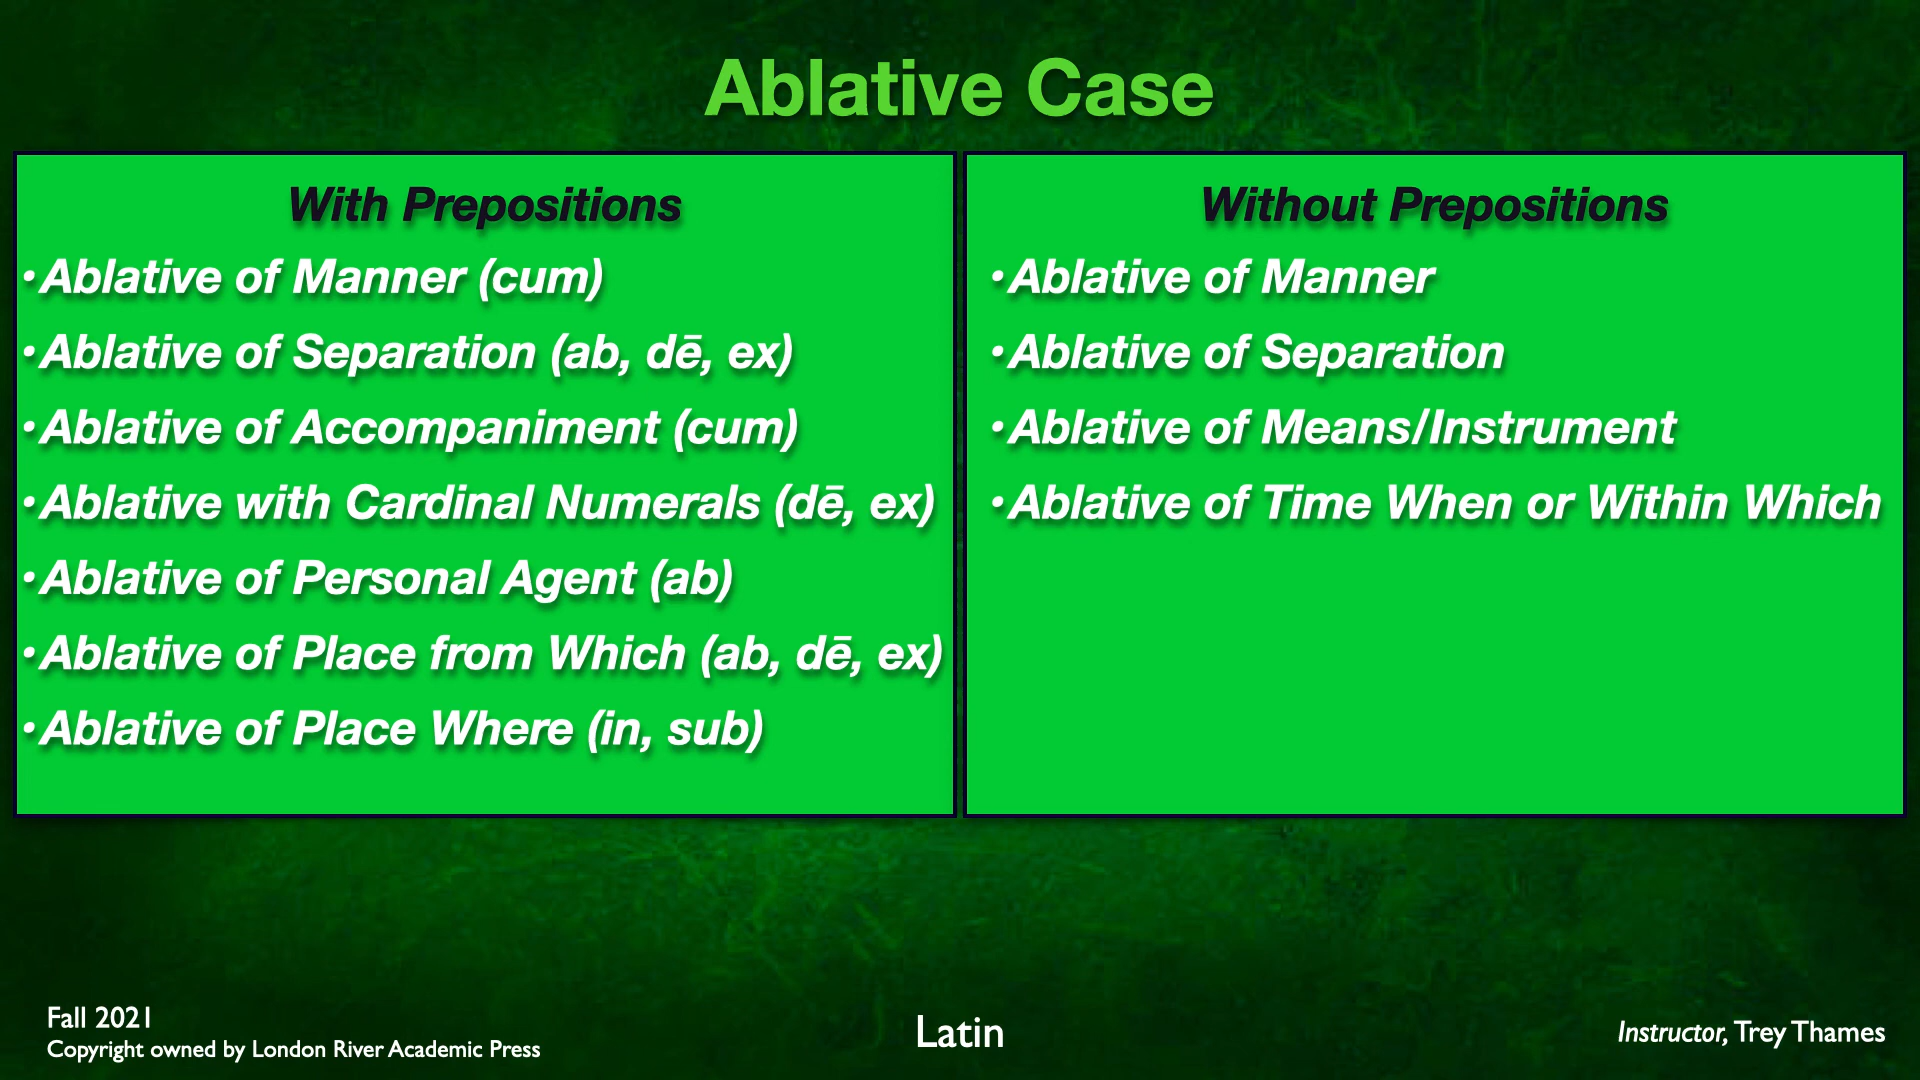 Ablative Case
With Prepositions
•Ablative of Manner (cum)
•Ablative of Separation (ab, dē, ex)
•Ablative of Accompaniment (cum)
•Ablative with Cardinal Numerals (dē, ex)
•Ablative of Personal Agent (ab)
•Ablative of Place from Which (ab, dē, ex)
•Ablative of Place Where (in, sub)
Without Prepositions
•Ablative of Manner
•Ablative of Separation
•Ablative of Means/Instrument
•Ablative of Time When or Within Which
Fall 2021
Copyright owned by London River Academic Press
Latin
Instructor, Trey Thames